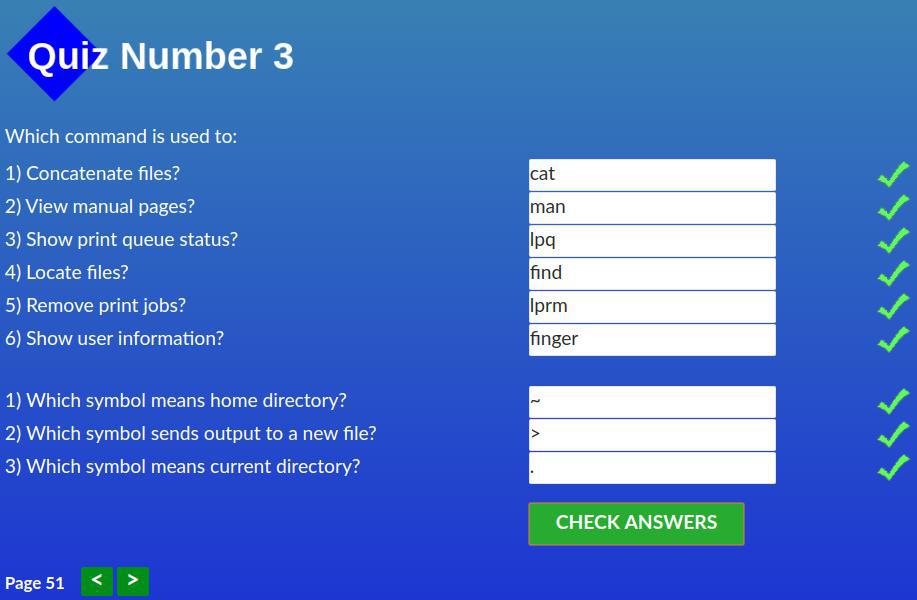 Quiz Number 3
Which command is used to:
1) Concatenate files? cat
2) View manual pages? man
3) Show print queue status? lpq
4) Locate files? find
5) Remove print jobs? lprm
6) Show user information? finger
1) Which symbol means home directory? ~
2) Which symbol sends output to a new file? >
3) Which symbol means current directory? .
CHECK ANSWERS
Page 51 < >